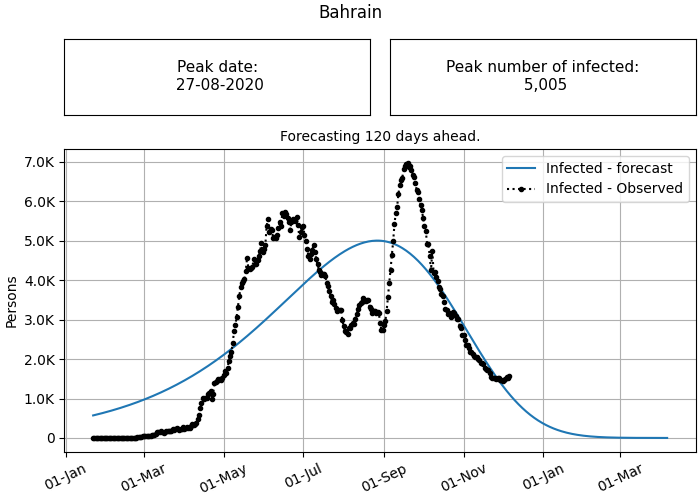 Bahrain
Peak date:
27-08-2020
Peak number of infected:
5,005
Forecasting 120 days ahead.
Infected - forecast
Infected - Observed
Persons
7.0K
6.0K
5.0K
4.0K
3.0K
2.0K
1.0K
0
01-Jan
01-Mar
01-May
01-Jul
01-Sep
01-Nov
01-Jan
01-Mar